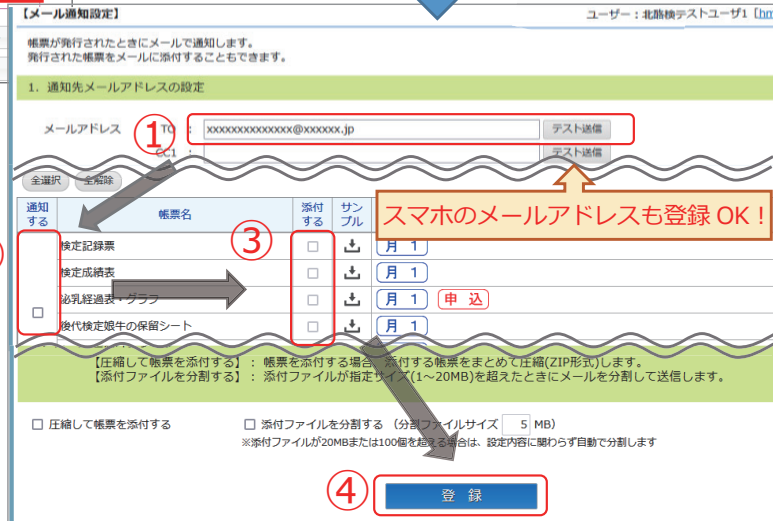 【メール通知設定】
ユーザー：北酪検テストユーザ1
帳票が発行されたときにメールで通知します。
発行された帳票をメールに添付することもできます。
1. 通知先メールアドレスの設定
① メールアドレス TO : xxxxxxxxxxxxxx@xxxxxx.jp テスト送信
CC1 : テスト送信
全選択 全解除
スマホのメールアドレスも登録 OK！
通知する 帳票名 添付する サンプル
③
検定記録票 月 1
検定成績表 月 1
泌乳経過表・グラフ 月 1 申 込
後代検定娘牛の保留シート 月 1
【圧縮して帳票を添付する】 : 帳票を添付する場合、添付する帳票をまとめて圧縮(ZIP形式)します。
【添付ファイルを分割する】 : 添付ファイルが指定サイズ(1～20MB)を超えたときにメールを分割して送信します。
圧縮して帳票を添付する 添付ファイルを分割する (分割ファイルサイズ 5 MB)
※添付ファイルが20MBまたは100個を超える場合は、設定内容に関わらず自動で分割します
④ 登 録